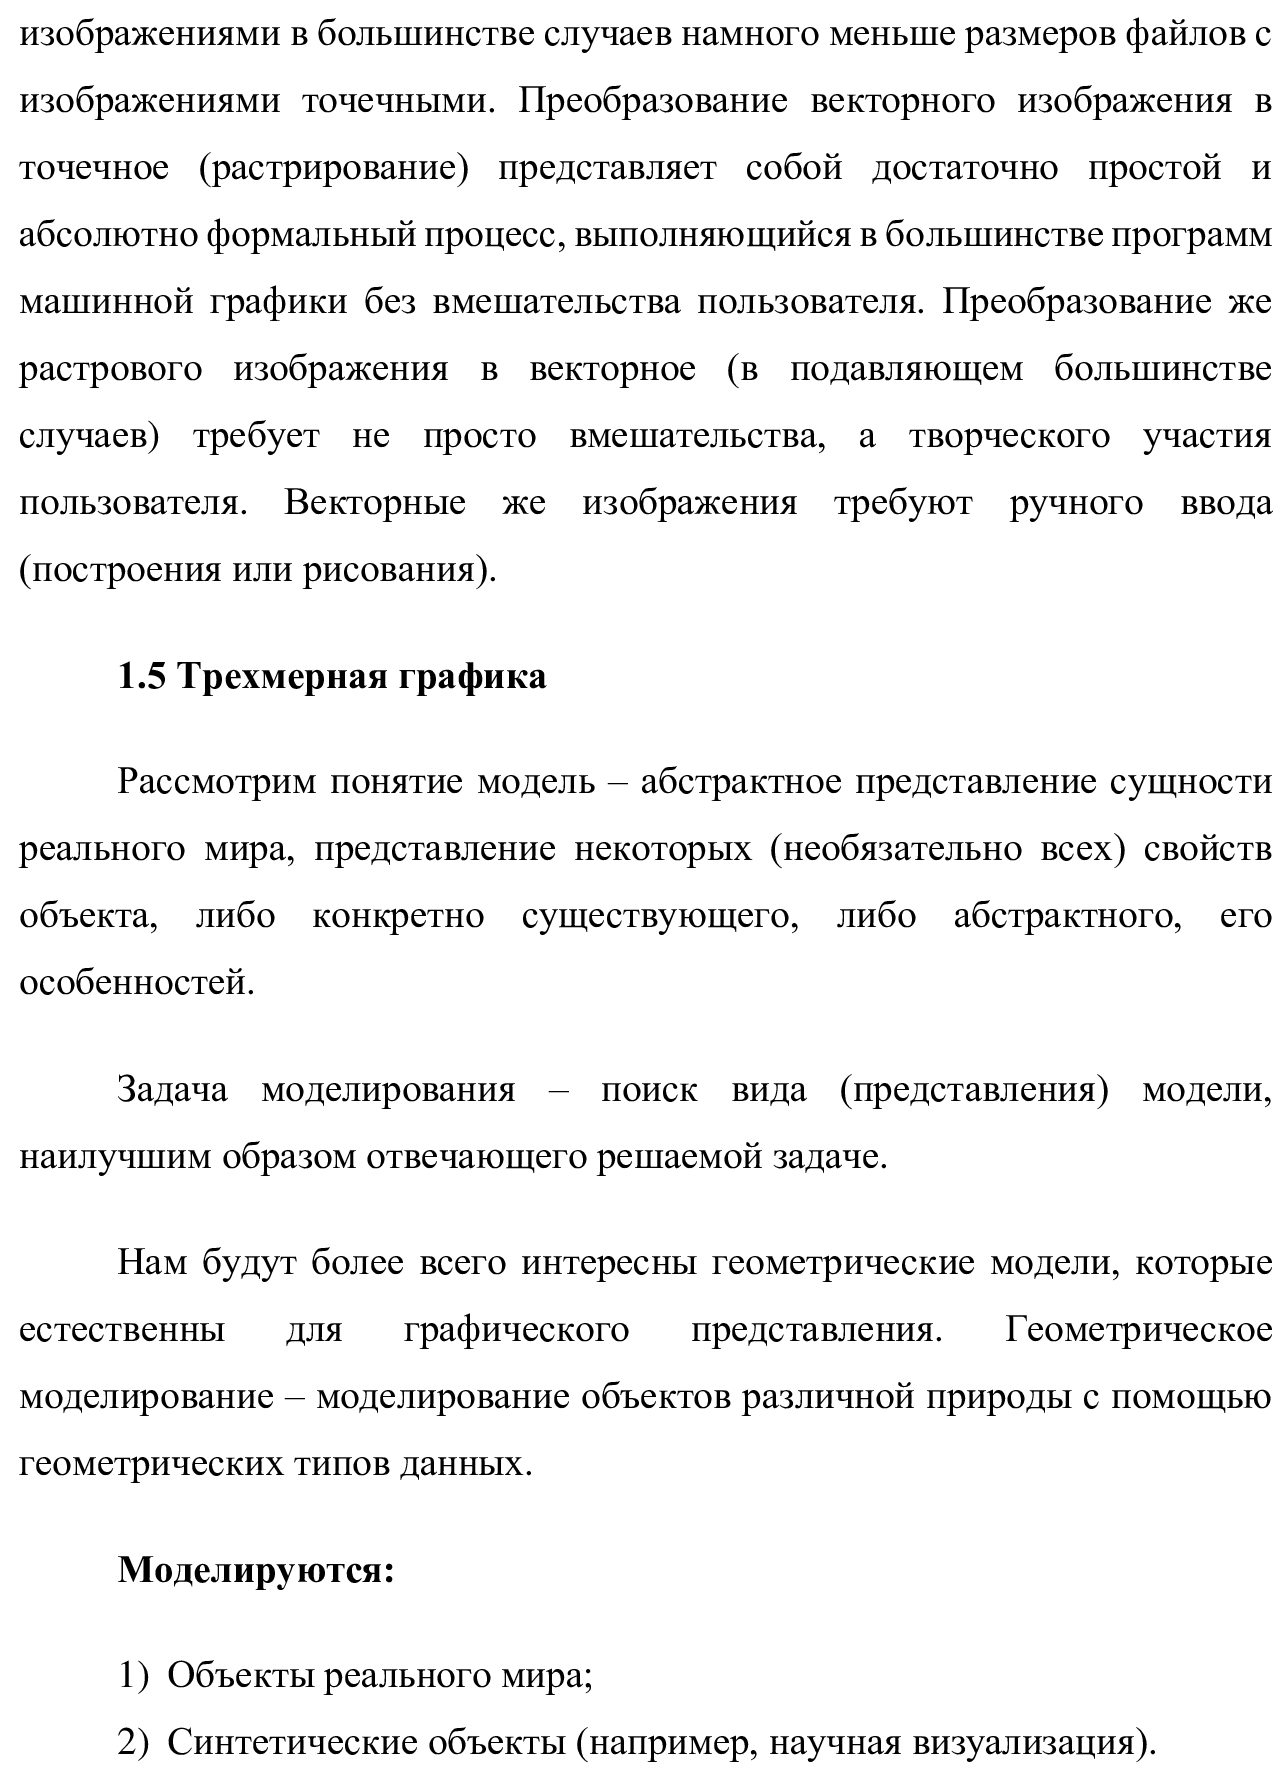 изображениями в большинстве случаев намного меньше размеров файлов с
изображениями точечными. Преобразование векторного изображения в
точечное (растрирование) представляет собой достаточно простой и
абсолютно формальный процесс, выполняющийся в большинстве программ
машинной графики без вмешательства пользователя. Преобразование же
растрового изображения в векторное (в подавляющем большинстве
случаев) требует не просто вмешательства, а творческого участия
пользователя. Векторные же изображения требуют ручного ввода
(построения или рисования).
1.5 Трехмерная графика
Рассмотрим понятие модель – абстрактное представление сущности
реального мира, представление некоторых (необязательно всех) свойств
объекта, либо конкретно существующего, либо абстрактного, его
особенностей.
Задача моделирования – поиск вида (представления) модели,
наилучшим образом отвечающего решаемой задаче.
Нам будут более всего интересны геометрические модели, которые
естественны для графического представления. Геометрическое
моделирование – моделирование объектов различной природы с помощью
геометрических типов данных.
Моделируются:
1) Объекты реального мира;
2) Синтетические объекты (например, научная визуализация).